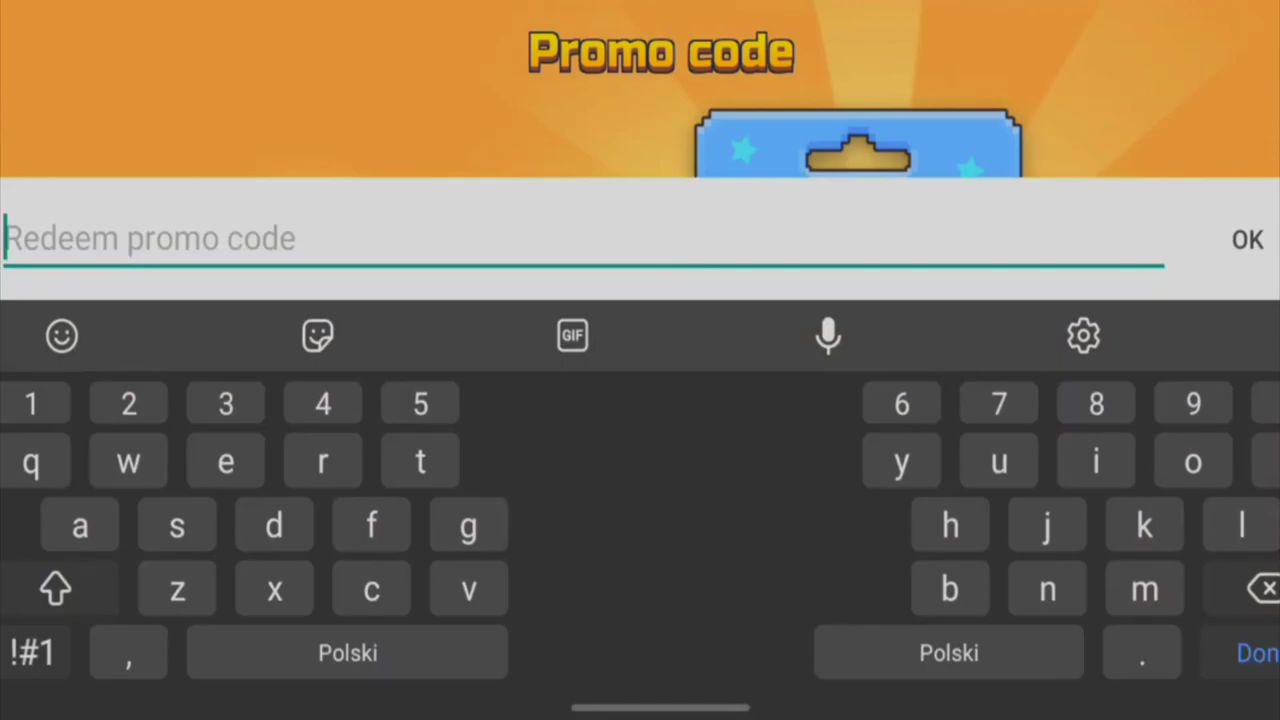 Promo code
Redeem promo code
OK
GIF
1 2 3 4 5 6 7 8 9
q w e r t y u i o
a s d f g h j k l
z x c v b n m
!#1 , Polski Polski . Don